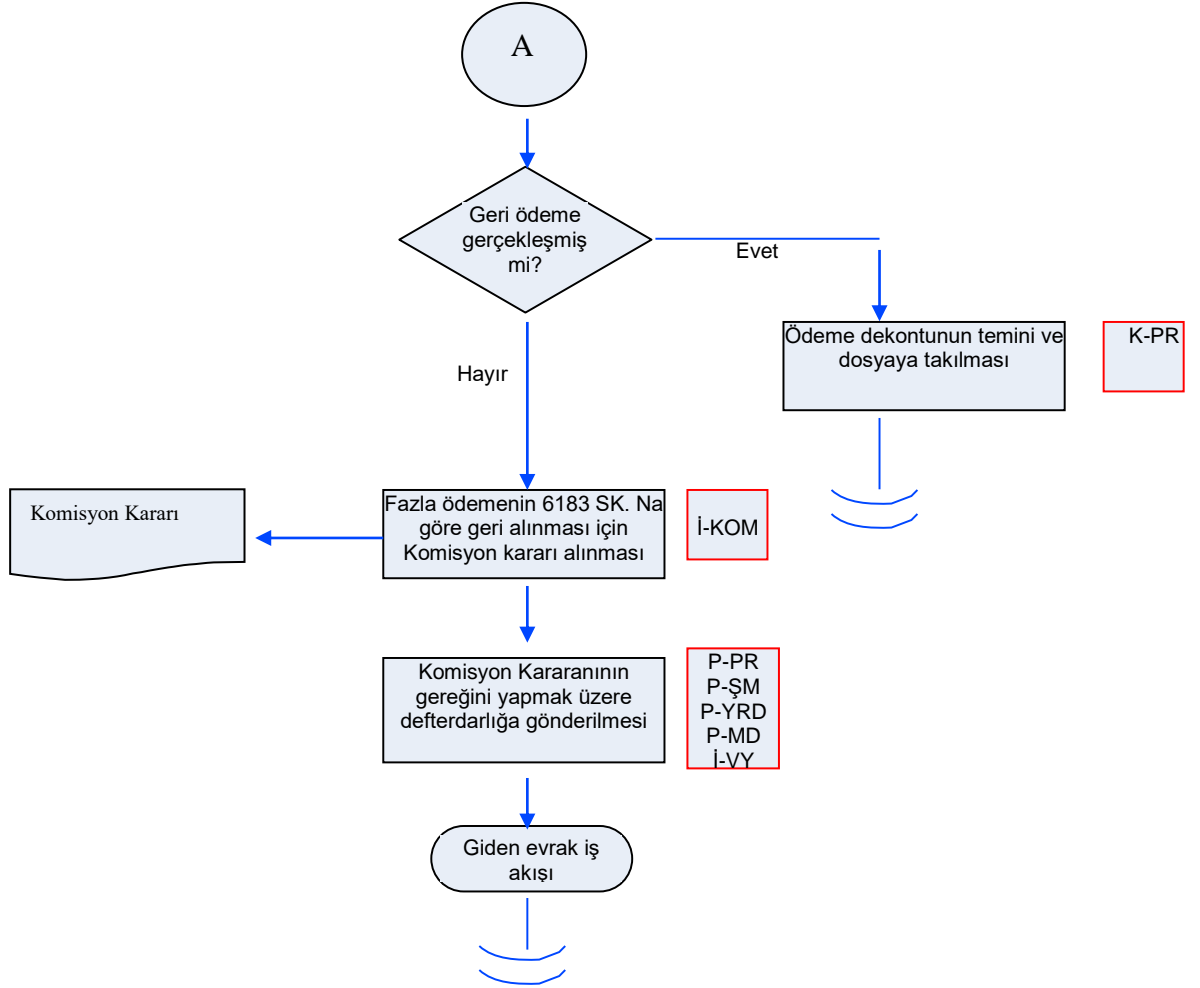 A
Geri ödeme
gerçekleşmiş
mi?
Evet
Hayır
Ödeme dekontunun temini ve
dosyaya takılması
K-PR
Komisyon Kararı
Fazla ödemenin 6183 SK. Na
göre geri alınması için
Komisyon kararı alınması
İ-KOM
Komisyon Kararanının
gereğini yapmak üzere
defterdarlığa gönderilmesi
P-PR
P-ŞM
P-YRD
P-MD
İ-VY
Giden evrak iş
akışı